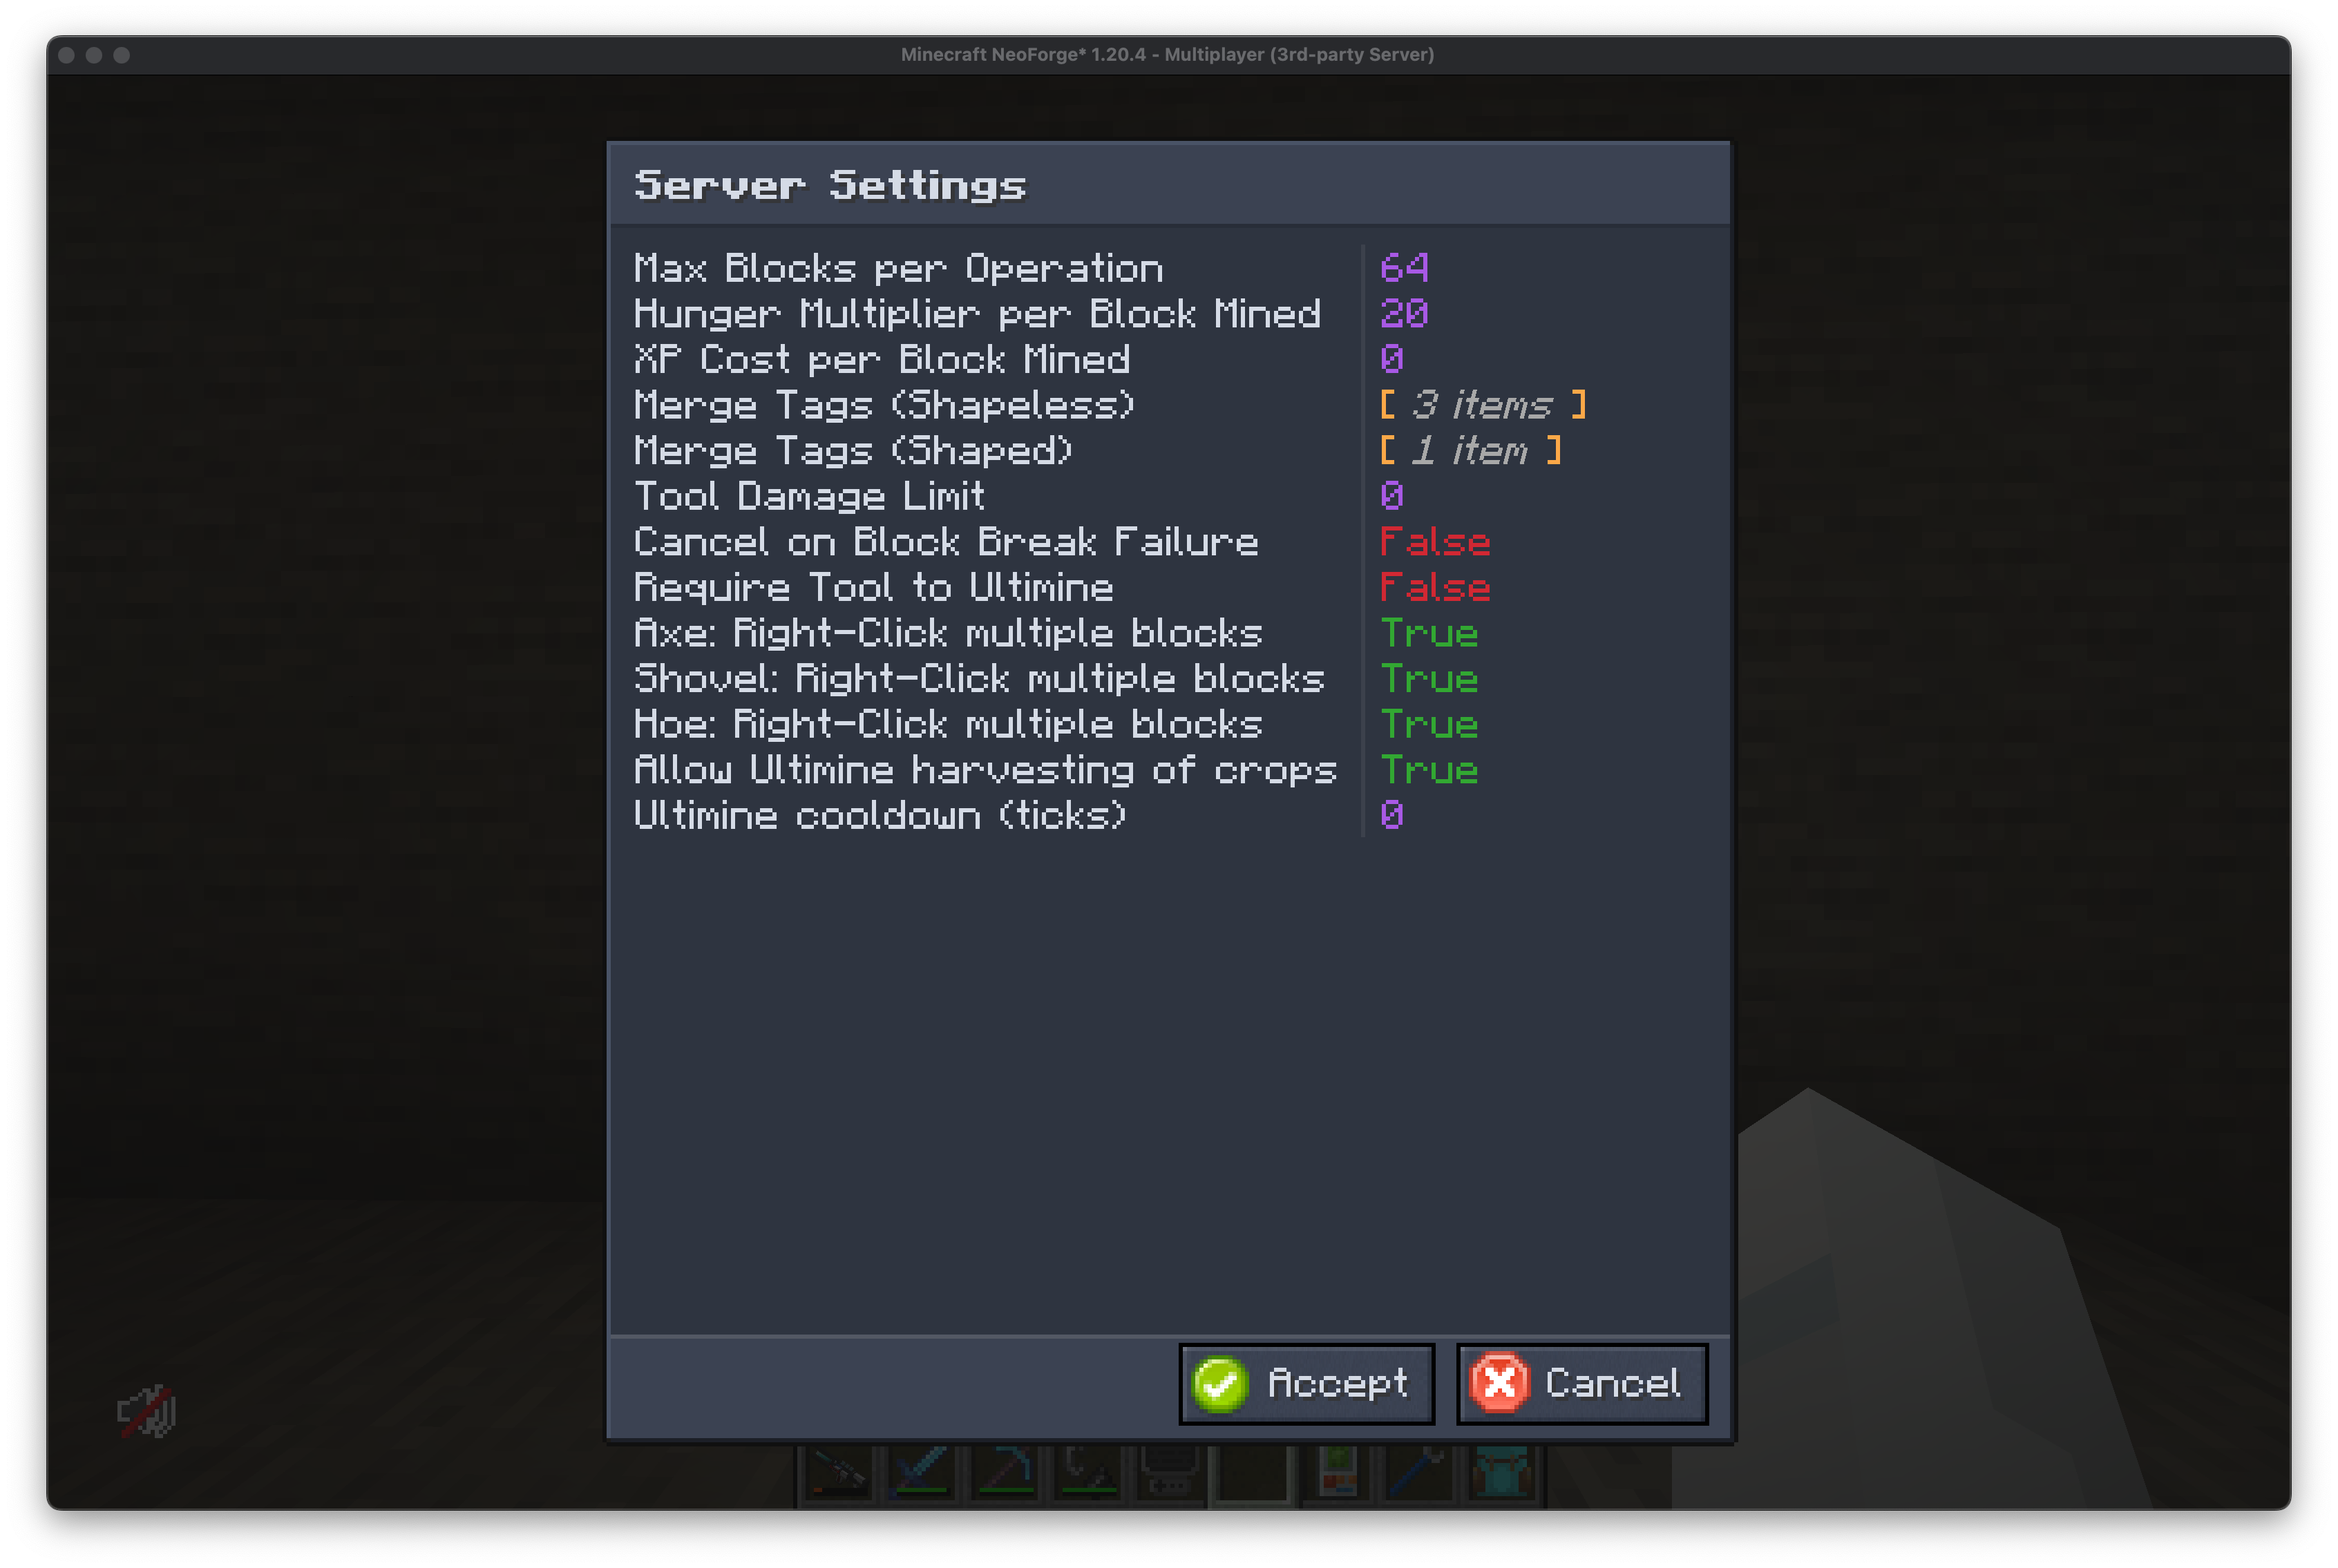 Minecraft NeoForge* 1.20.4 - Multiplayer (3rd-party Server)
Server Settings
Max Blocks per Operation 64
Hunger Multiplier per Block Mined 20
XP Cost per Block Mined 0
Merge Tags (Shapeless) [ 3 items ]
Merge Tags (Shaped) [ 1 item ]
Tool Damage Limit 0
Cancel on Block Break Failure False
Require Tool to Ultimine False
Axe: Right-Click multiple blocks True
Shovel: Right-Click multiple blocks True
Hoe: Right-Click multiple blocks True
Allow Ultimine harvesting of crops True
Ultimine cooldown (ticks) 0
Accept Cancel